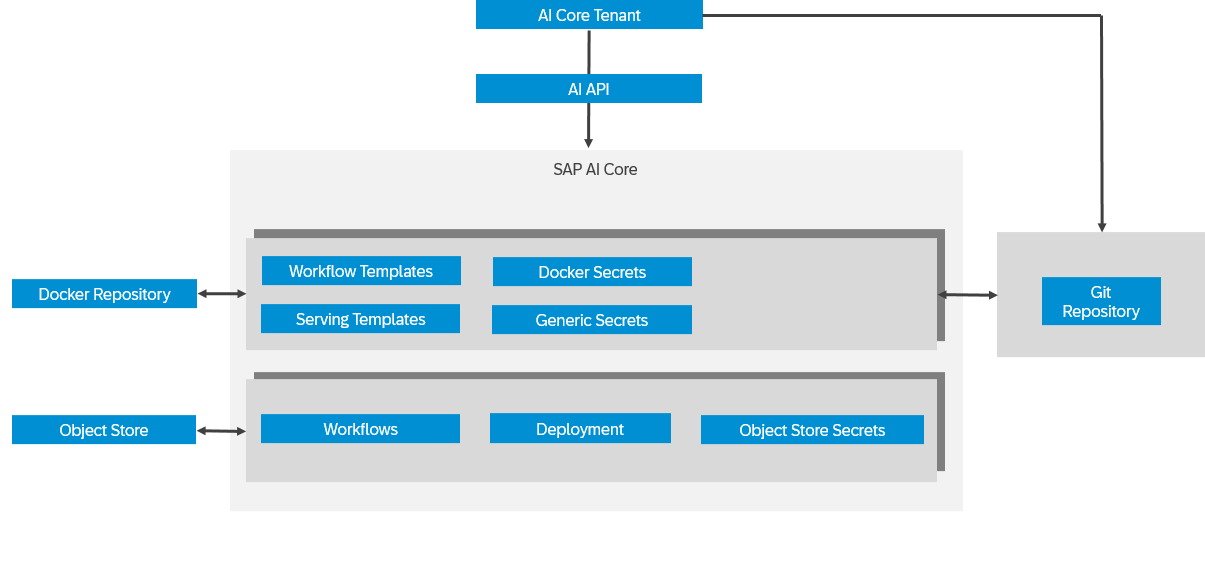 AI Core Tenant
AI API
SAP AI Core
Workflow Templates
Docker Secrets
Docker Repository
Serving Templates
Generic Secrets
Git
Repository
Object Store
Workflows
Deployment
Object Store Secrets